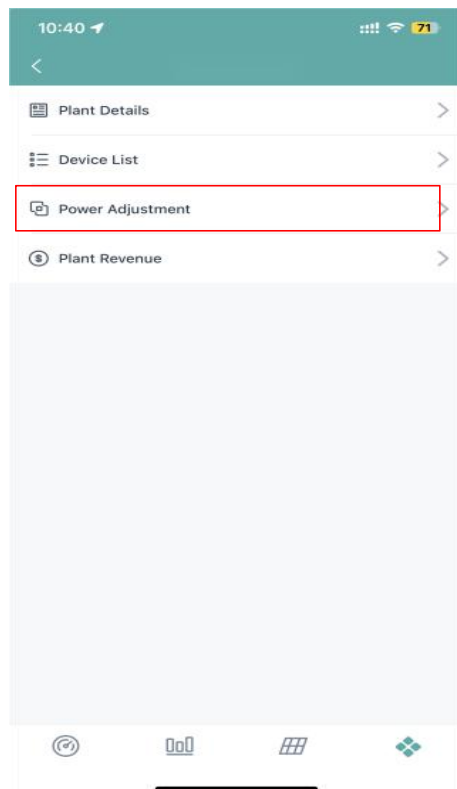 10:40
71
Plant Details
Device List
Power Adjustment
Plant Revenue